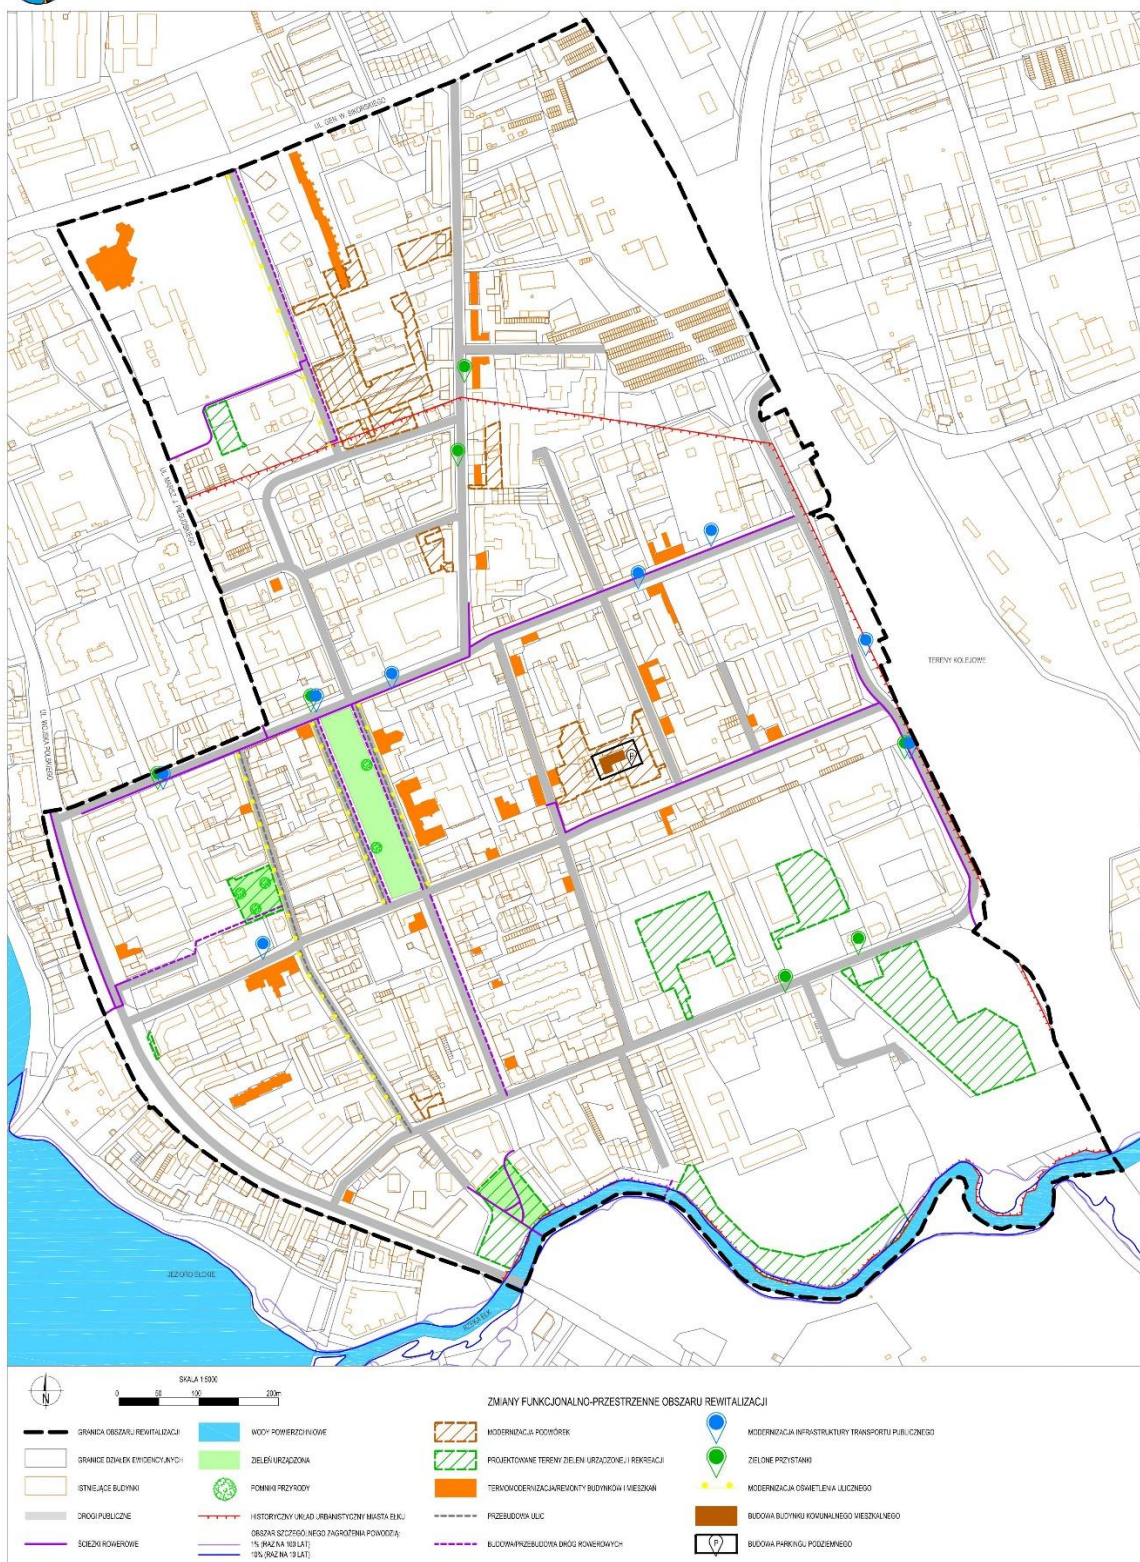 UL. GEN. W. SIKORSKIEGO
UL. MARSZ. J. PIŁSUDSKIEGO
UL. WOJSKA POLSKIEGO
TERENY KOLEJOWE
JEZIORO EŁCKIE
RZEKA EŁK
P
N
SKALA 1:5000
0 50 100 200m
ZMIANY FUNKCJONALNO-PRZESTRZENNE OBSZARU REWITALIZACJI
GRANICA OBSZARU REWITALIZACJI
GRANICE DZIAŁEK EWIDENCYJNYCH
ISTNIEJĄCE BUDYNKI
DROGI PUBLICZNE
ŚCIEŻKI ROWEROWE
WODY POWIERZCHNIOWE
ZIELEŃ URZĄDZONA
POMNIKI PRZYRODY
HISTORYCZNY UKŁAD URBANISTYCZNY MIASTA EŁKU
OBSZAR SZCZEGÓLNEGO ZAGROŻENIA POWODZIĄ:
1% (RAZ NA 100 LAT)
10% (RAZ NA 10 LAT)
MODERNIZACJA PODWÓREK
PROJEKTOWANE TERENY ZIELENI URZĄDZONEJ I REKREACJI
TERMOMODERNIZACJA/REMONTY BUDYNKÓW I MIESZKAŃ
PRZEBUDOWA ULIC
BUDOWA/PRZEBUDOWA DRÓG ROWEROWYCH
MODERNIZACJA INFRASTRUKTURY TRANSPORTU PUBLICZNEGO
ZIELONE PRZYSTANKI
MODERNIZACJA OŚWIETLENIA ULICZNEGO
BUDOWA BUDYNKU KOMUNALNEGO MIESZKALNEGO
P
BUDOWA PARKINGU PODZIEMNEGO